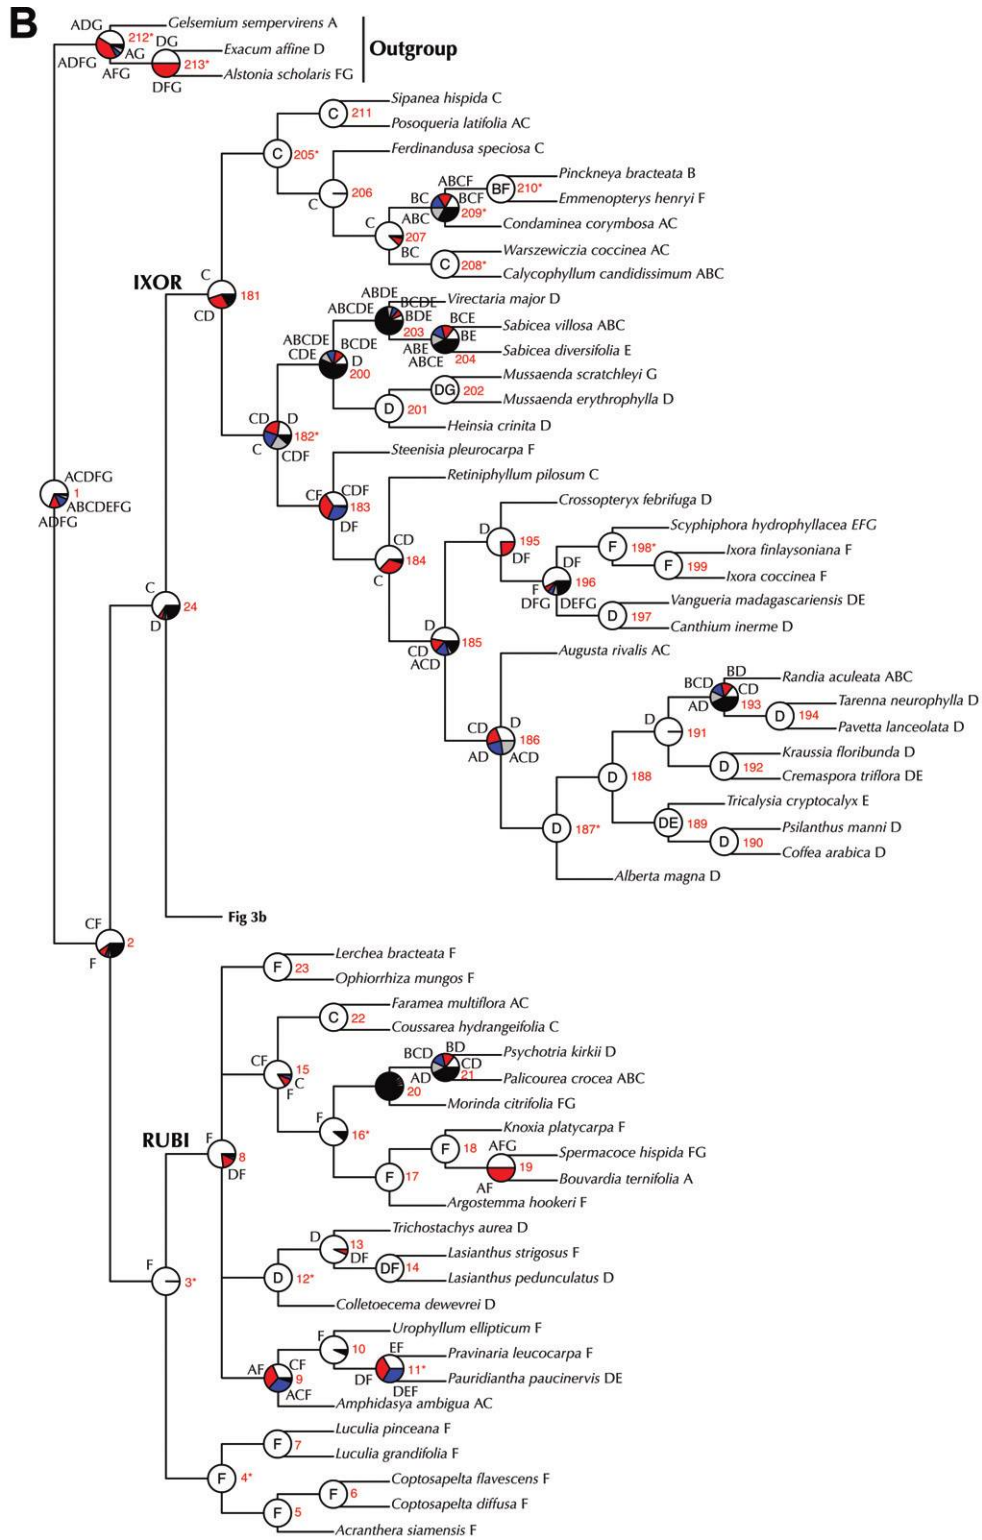 B
ADG
Gelsemium sempervirens A
212*
DG
AG
Exacum affine D
ADFG
AFG
213*
Alstonia scholaris FG
DFG
Outgroup
Sipanea hispida C
C 211
Posoqueria latifolia AC
C 205*
Ferdinandusa speciosa C
206
C
Pinckneya bracteata B
ABCF
BF 210*
BC
BCF
Emmenopterys henryi F
209*
ABC
Condaminea corymbosa AC
C
207
BC
Warszewiczia coccinea AC
C 208*
Calycophyllum candidissimum ABC
IXOR
C
181
CD
ABDE
Virectaria major D
ABCDE
BCDE
BDE
BCE
Sabicea villosa ABC
203
BE
ABCDE
BCDE
ABE
Sabicea diversifolia E
CDE
D
ABCE
204
200
Mussaenda scratchleyi G
DG 202
Mussaenda erythrophylla D
D 201
Heinsia crinita D
CD
D
182*
C
CDF
Steenisia pleurocarpa F
CF
CDF
183
DF
Retiniphyllum pilosum C
CD
184
C
Crossopteryx febrifuga D
D
195
DF
Scyphiphora hydrophyllacea EFG
F 198*
Ixora finlaysoniana F
F 199
Ixora coccinea F
DF
F
196
DFG
DEFG
Vangueria madagascariensis DE
D 197
Canthium inerme D
D
185
CD
ACD
Augusta rivalis AC
CD
D
186
AD
ACD
BD
Randia aculeata ABC
BCD
CD
Tarenna neurophylla D
AD
193
D 194
Pavetta lanceolata D
D
191
Kraussia floribunda D
D 192
Cremaspora triflora DE
D 188
Tricalysia cryptocalyx E
DE 189
Psilanthus manni D
D 190
Coffea arabica D
D 187*
Alberta magna D
ACDFG
1
ABCDEFG
ADFG
C
24
D
Fig 3b
CF
2
F
Lerchea bracteata F
F 23
Ophiorrhiza mungos F
Faramea multiflora AC
C 22
Coussarea hydrangeifolia C
CF
15
C
F
BD
Psychotria kirkii D
BCD
CD
AD
21
Palicourea crocea ABC
20
Morinda citrifolia FG
F
16*
Knoxia platycarpa F
F 18
AFG
Spermacoce hispida FG
19
AF
Bouvardia ternifolia A
F 17
Argostemma hookeri F
RUBI
F
8
DF
Trichostachys aurea D
D
13
DF
Lasianthus strigosus F
DF 14
Lasianthus pedunculatus D
D 12*
Colletoecema dewevrei D
Urophyllum ellipticum F
F
10
EF
Pravinaria leucocarpa F
11*
DF
Pauridiantha paucinervis DE
DEF
AF
CF
9
ACF
Amphidasya ambigua AC
F
3*
Luculia pinceana F
F 7
Luculia grandifolia F
F 4*
Coptosapelta flavescens F
F 6
Coptosapelta diffusa F
F 5
Acranthera siamensis F